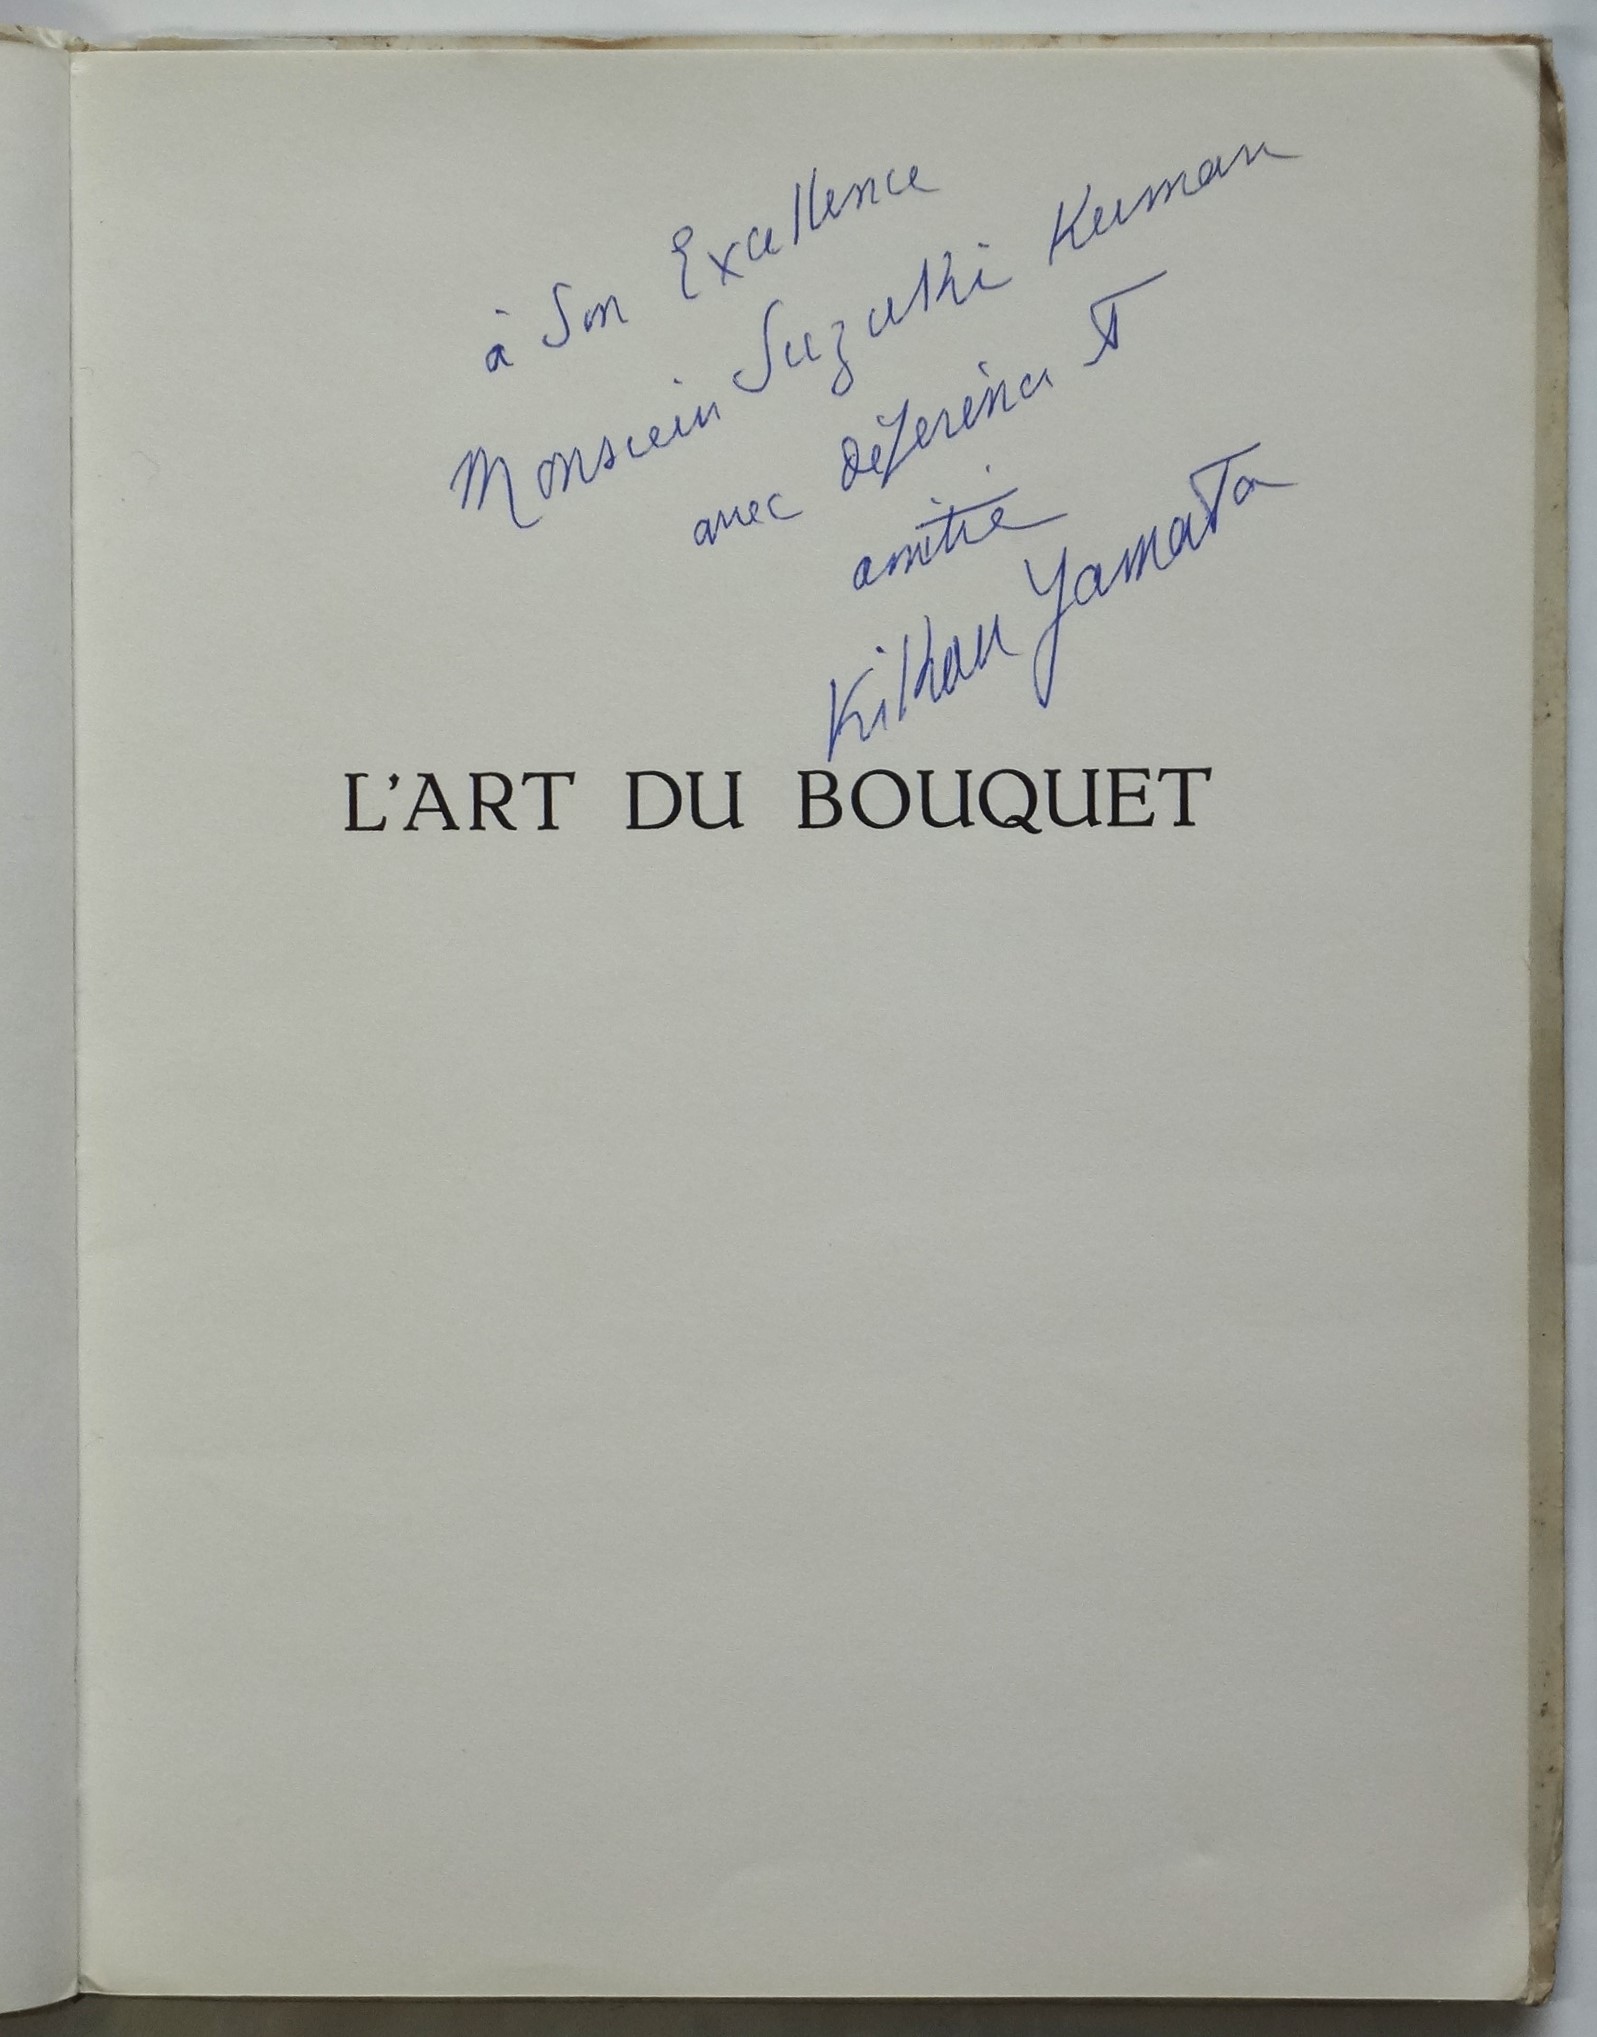 à Son Excellence
Monsieur Suzuki Kuman
avec déférence et
amitié
Kikou Yamata
L'ART DU BOUQUET